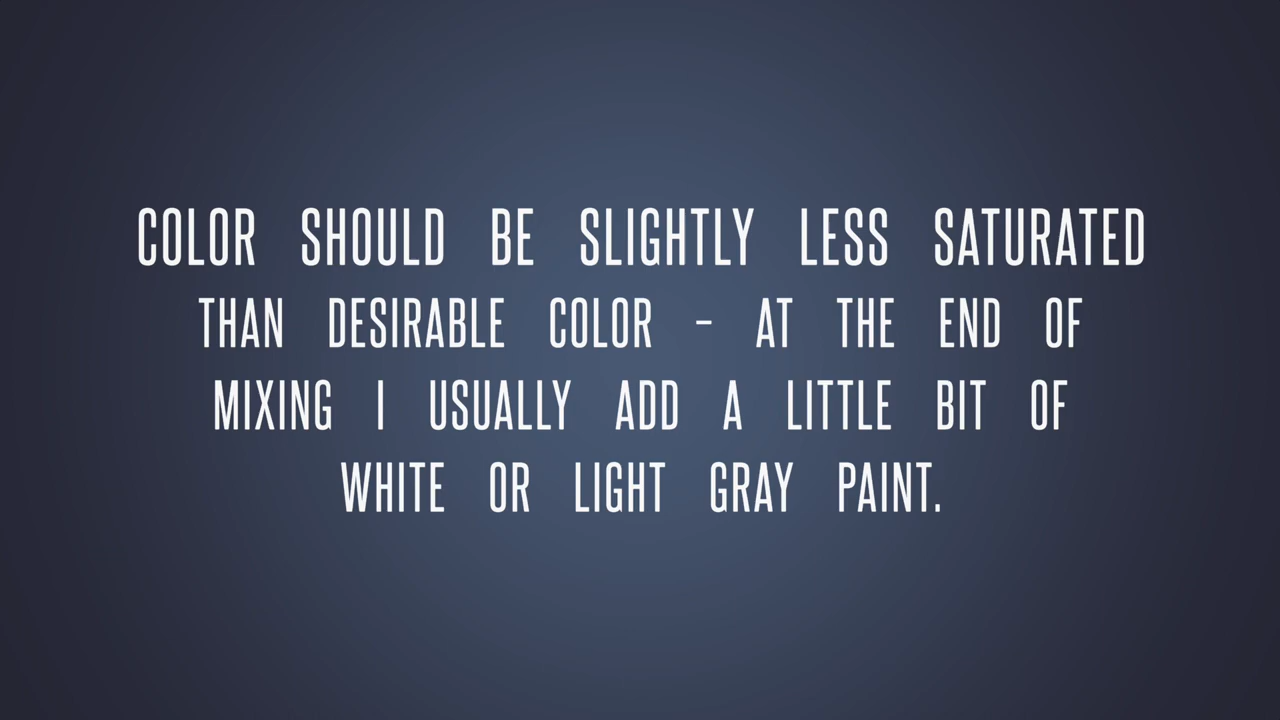 COLOR SHOULD BE SLIGHTLY LESS SATURATED
THAN DESIRABLE COLOR - AT THE END OF
MIXING I USUALLY ADD A LITTLE BIT OF
WHITE OR LIGHT GRAY PAINT.